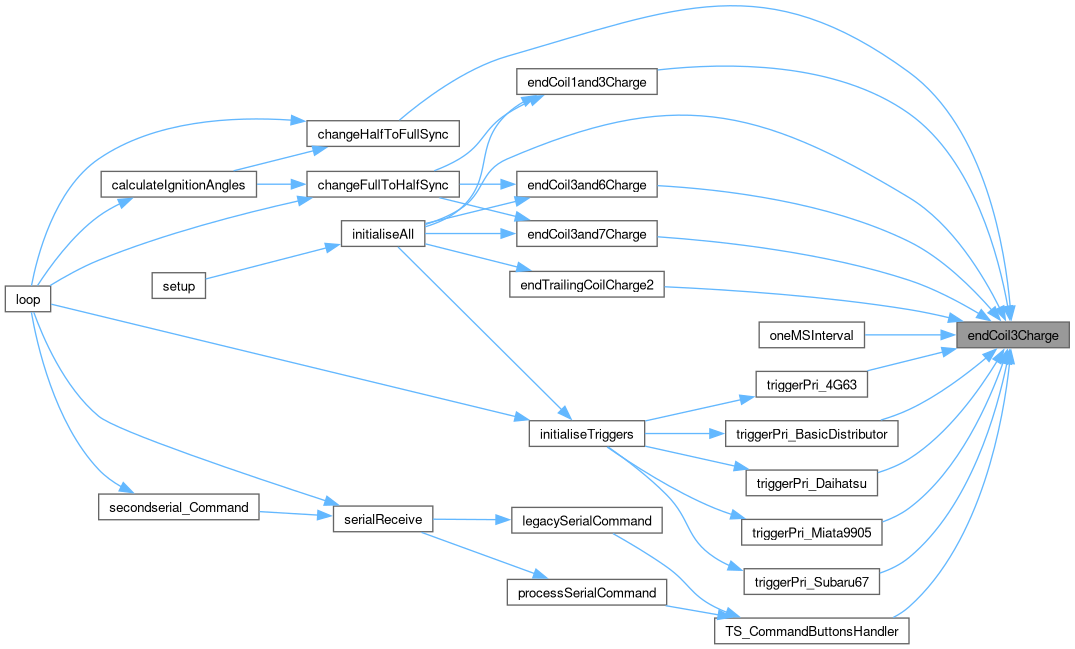 endCoil1and3Charge
changeHalfToFullSync
calculateIgnitionAngles
changeFullToHalfSync
endCoil3and6Charge
initialiseAll
endCoil3and7Charge
setup
endTrailingCoilCharge2
loop
oneMSInterval
endCoil3Charge
triggerPri_4G63
initialiseTriggers
triggerPri_BasicDistributor
triggerPri_Daihatsu
secondserial_Command
serialReceive
legacySerialCommand
triggerPri_Miata9905
triggerPri_Subaru67
processSerialCommand
TS_CommandButtonsHandler